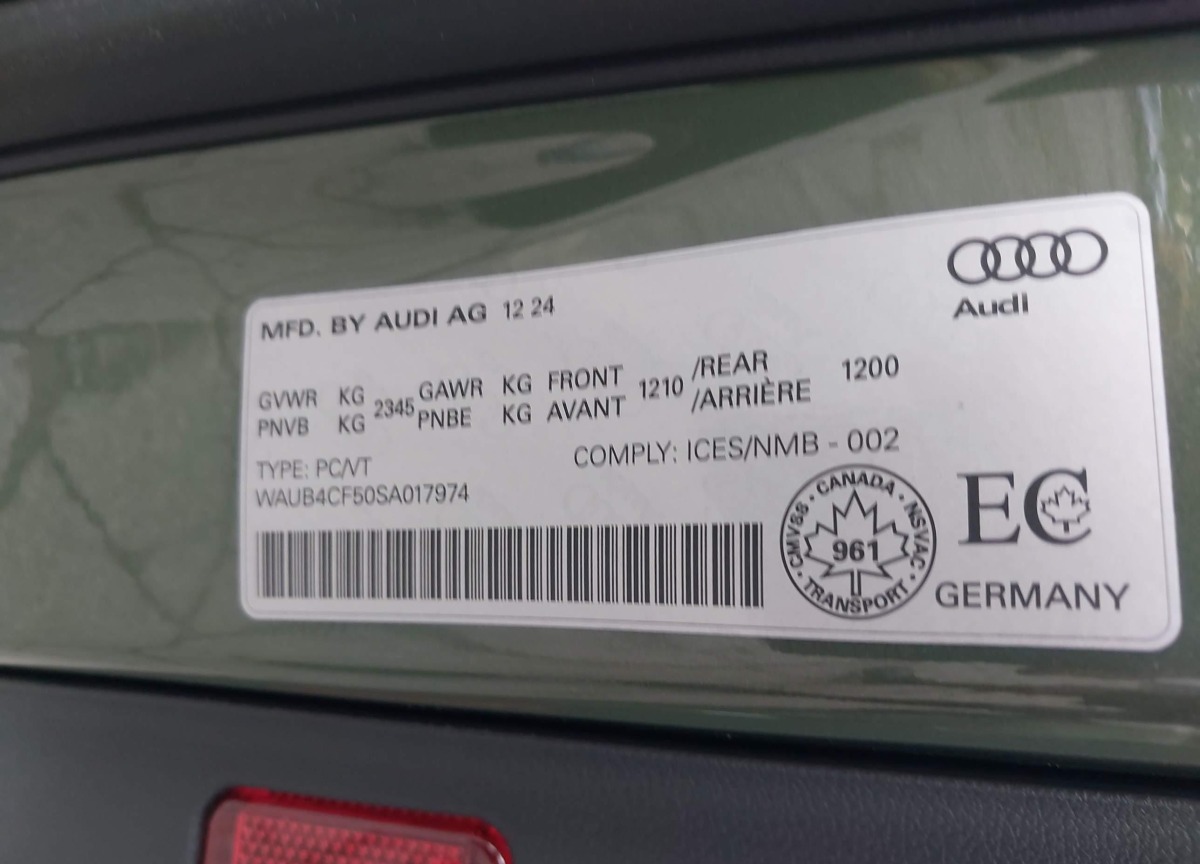 Audi
MFD. BY AUDI AG 12 24
GVWR KG 2345 GAWR KG FRONT 1210 /REAR 1200
PNVB KG PNBE KG AVANT /ARRIÈRE
COMPLY: ICES/NMB - 002
TYPE: PC/VT
WAUB4CF50SA017974
CANADA · NSVAC · TRANSPORT · CMVSS ·
961
EC
GERMANY